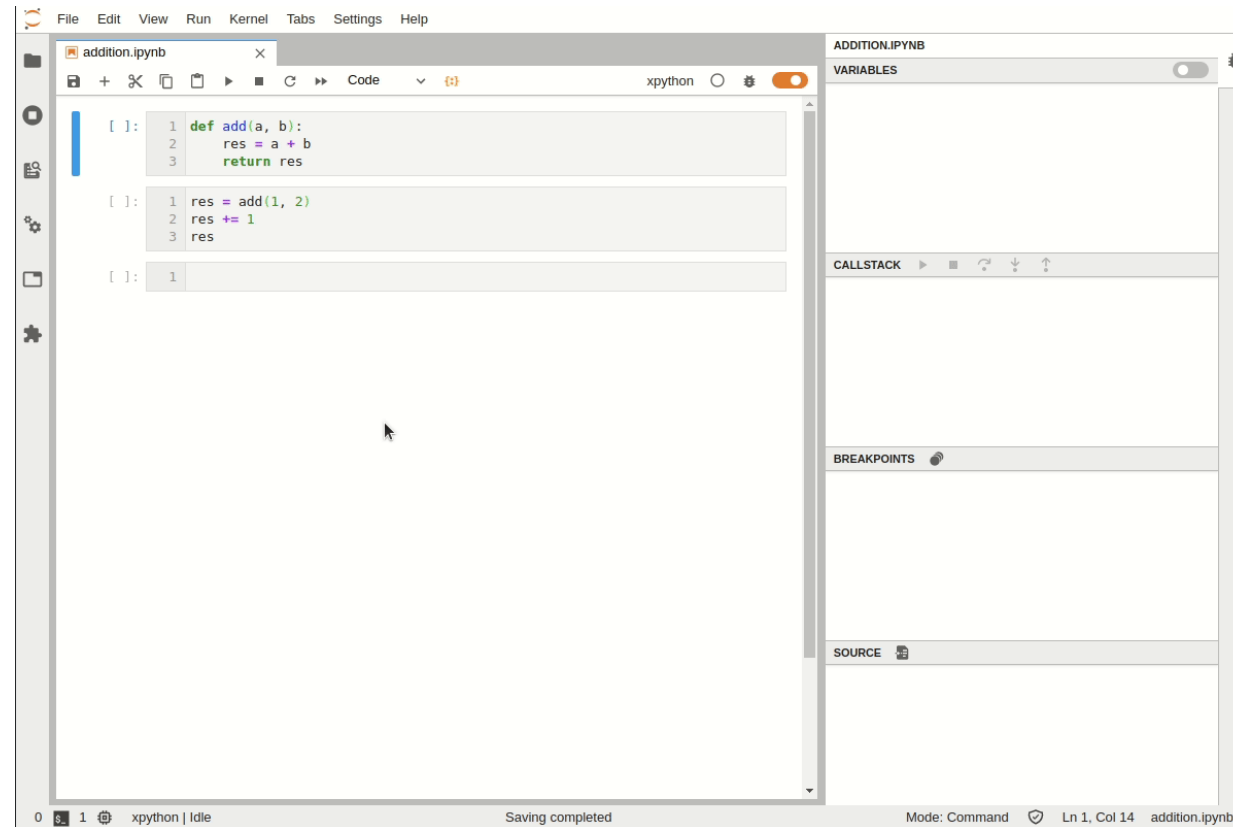 File Edit View Run Kernel Tabs Settings Help
addition.ipynb
Code {:} xpython
[ ]: 1 def add(a, b):
2     res = a + b
3     return res
[ ]: 1 res = add(1, 2)
2 res += 1
3 res
[ ]: 1
ADDITION.IPYNB
VARIABLES
CALLSTACK
BREAKPOINTS
SOURCE
0 $_ 1 xpython | Idle Saving completed Mode: Command Ln 1, Col 14 addition.ipynb